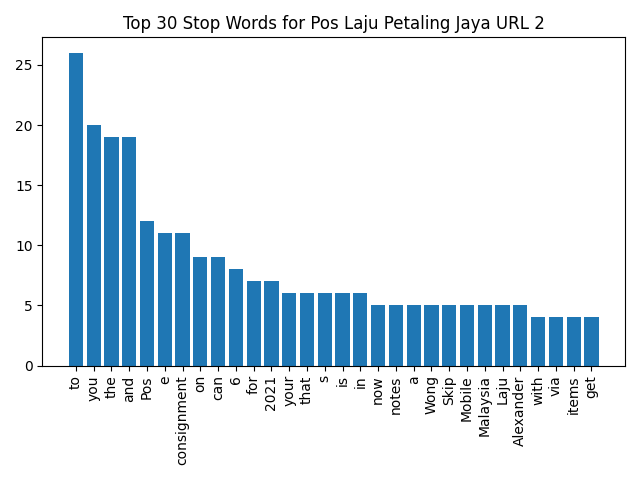 Top 30 Stop Words for Pos Laju Petaling Jaya URL 2
25
20
15
10
5
0
to
you
the
and
Pos
e
consignment
on
can
6
for
2021
your
that
s
is
in
now
notes
a
Wong
Skip
Mobile
Malaysia
Laju
Alexander
with
via
items
get